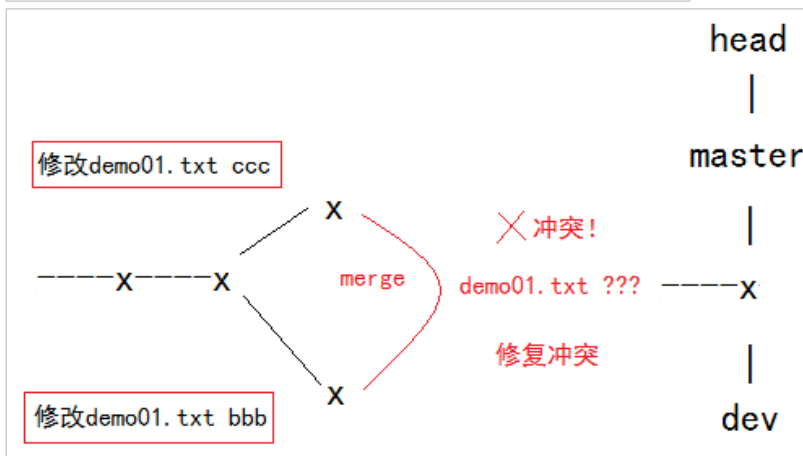 head
|
修改demo01.txt ccc
master
x
╳ 冲突!
|
----x----x
merge
demo01.txt ???
----x
修复冲突
|
x
修改demo01.txt bbb
dev